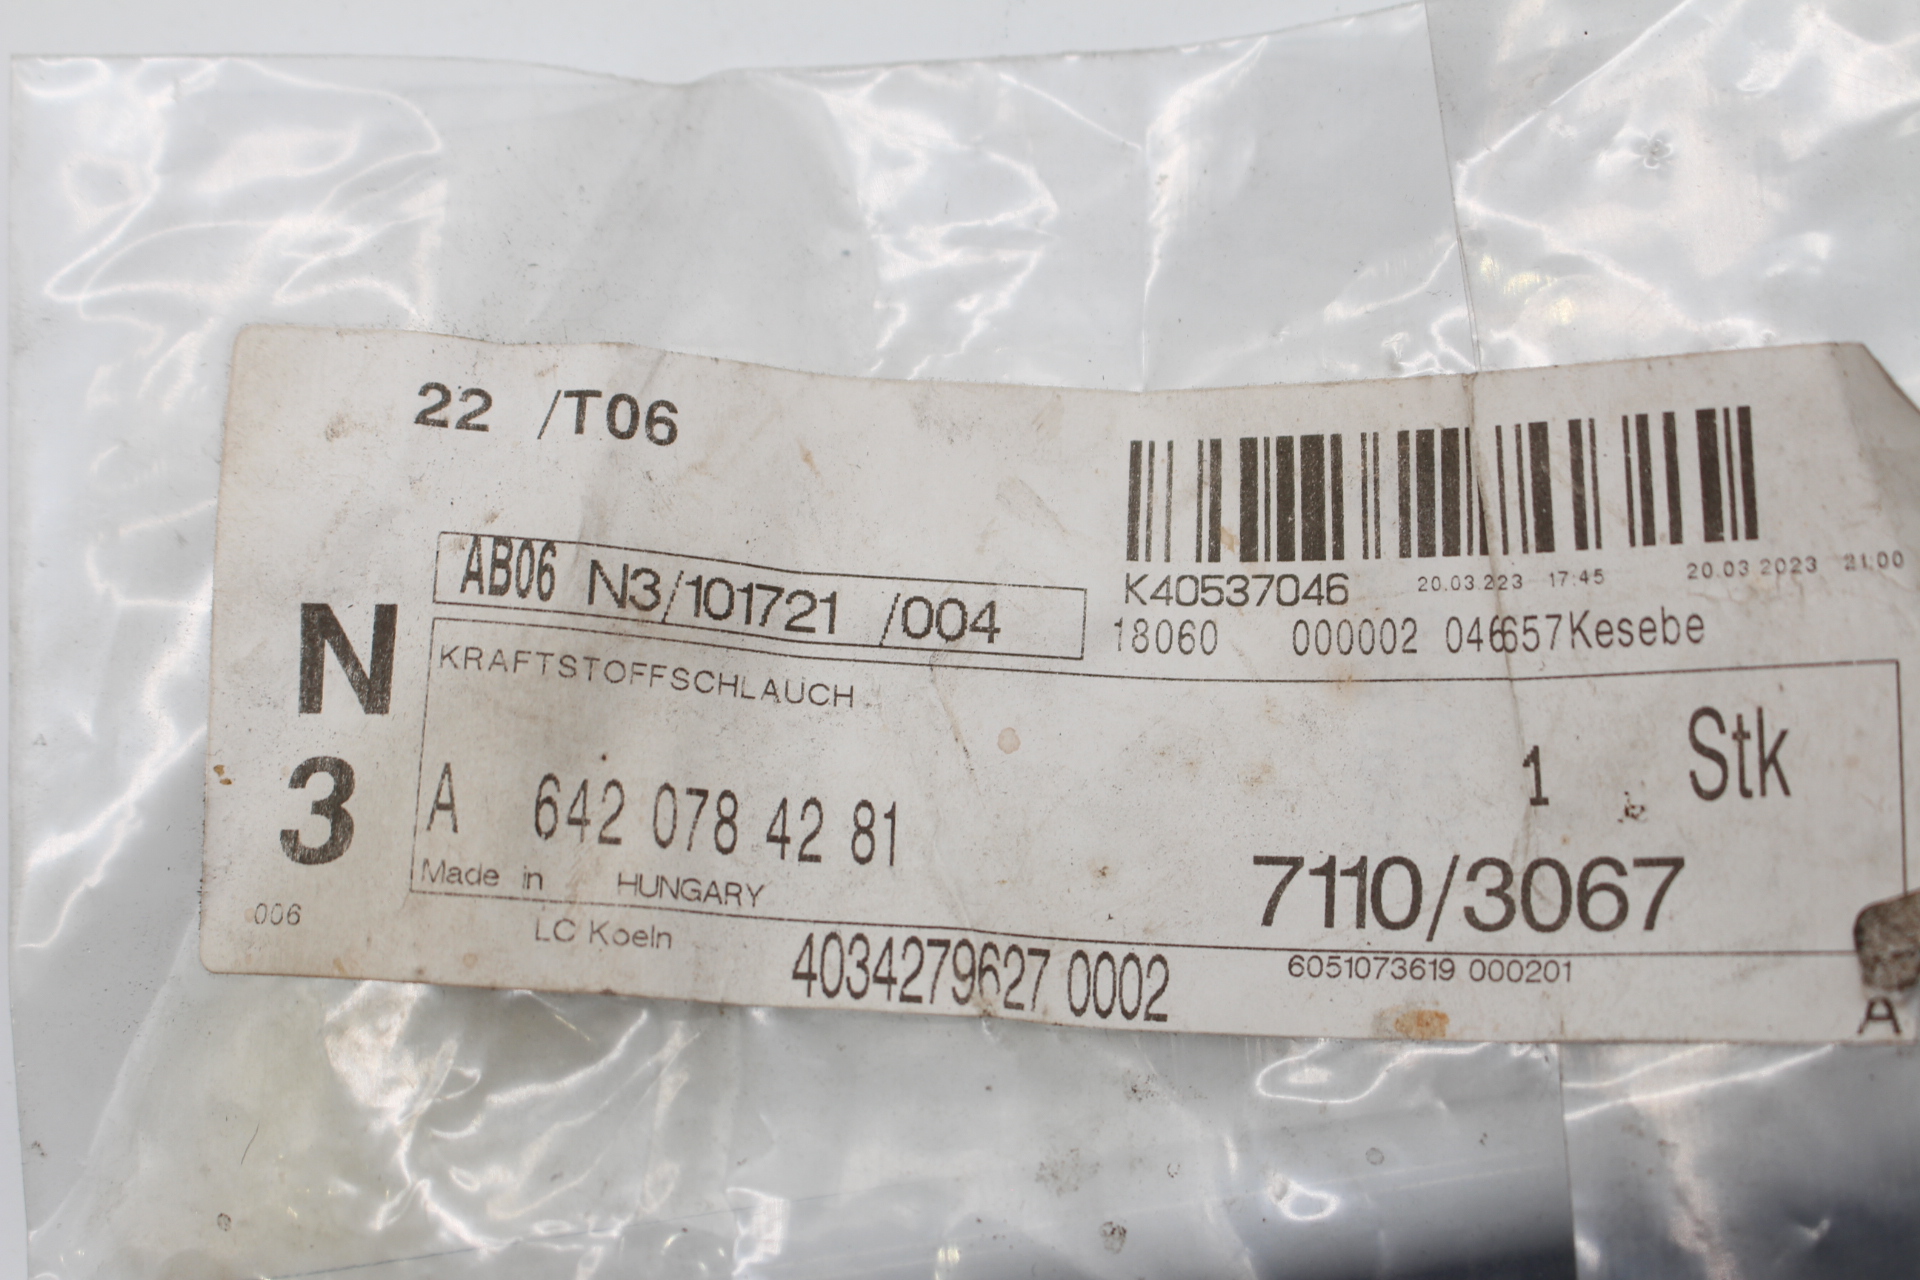 22 /T06
AB06 N3/101721 /004
K40537046 20.03.223 17:45 20.03 2023 21:00
18060 000002 046657Kesebe
N
3
006
KRAFTSTOFFSCHLAUCH
1 Stk
A 642 078 42 81
7110/3067
Made in HUNGARY
LC Koeln
4034279627 0002
6051073619 000201
A